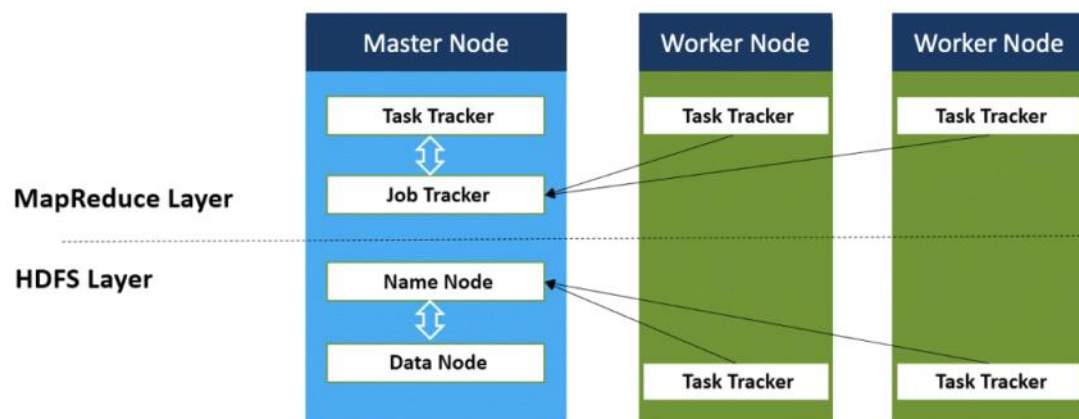 Master Node
Worker Node
Worker Node
Task Tracker
Task Tracker
Task Tracker
Job Tracker
MapReduce Layer
HDFS Layer
Name Node
Data Node
Task Tracker
Task Tracker